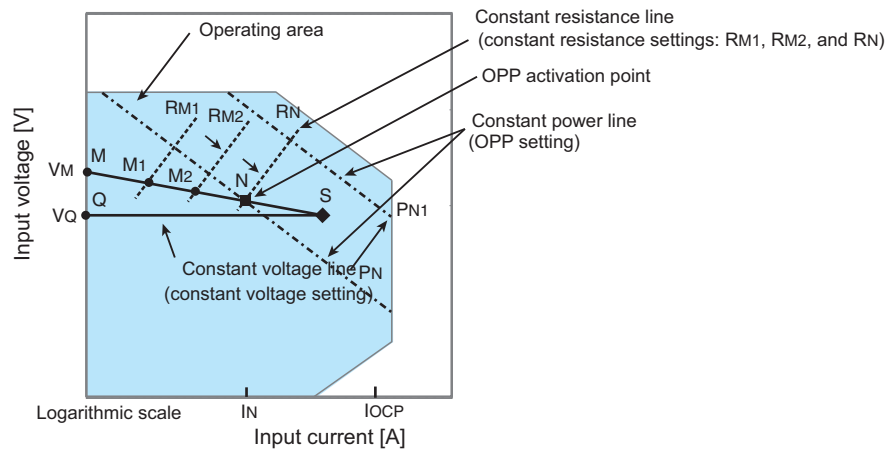 Constant resistance line
(constant resistance settings: RM1, RM2, and RN)
Operating area
OPP activation point
Constant power line
(OPP setting)
RM1
RM2
RN
Input voltage [V]
VM
M
M1
M2
N
S
VQ
Q
PN1
Constant voltage line
PN
(constant voltage setting)
Logarithmic scale
IN
IOCP
Input current [A]